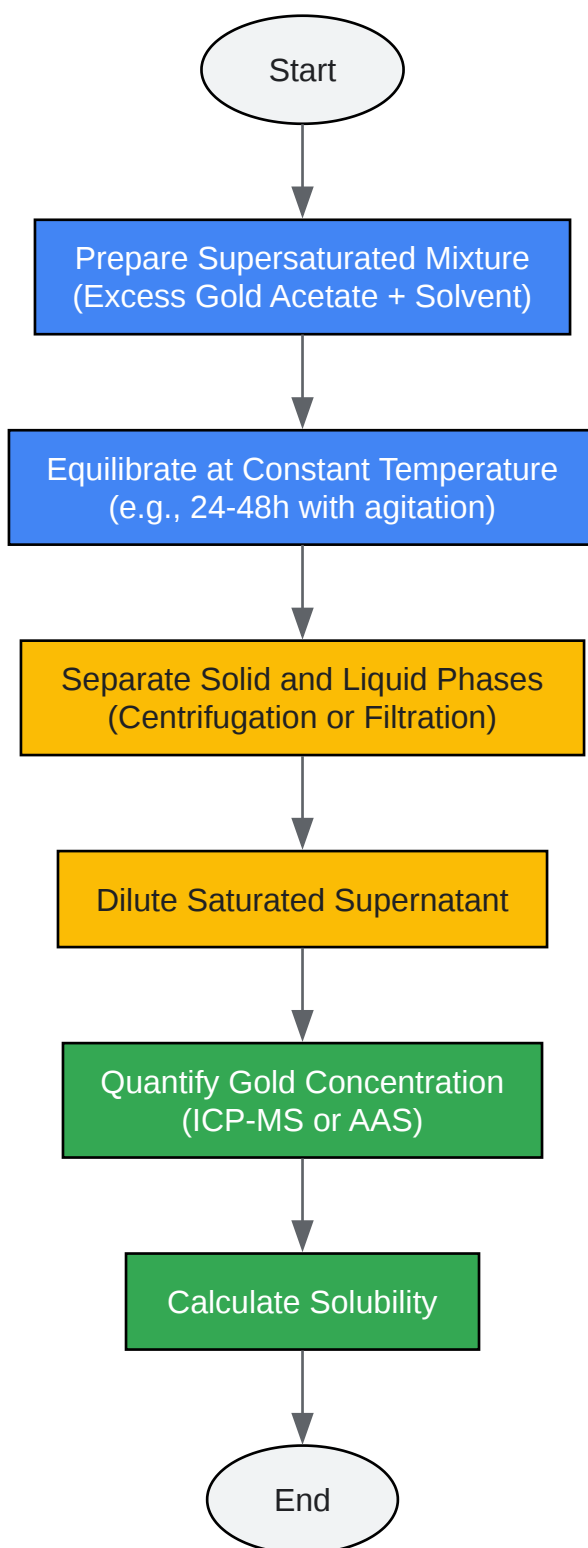 Start
Prepare Supersaturated Mixture
(Excess Gold Acetate + Solvent)
Equilibrate at Constant Temperature
(e.g., 24-48h with agitation)
Separate Solid and Liquid Phases
(Centrifugation or Filtration)
Dilute Saturated Supernatant
Quantify Gold Concentration
(ICP-MS or AAS)
Calculate Solubility
End